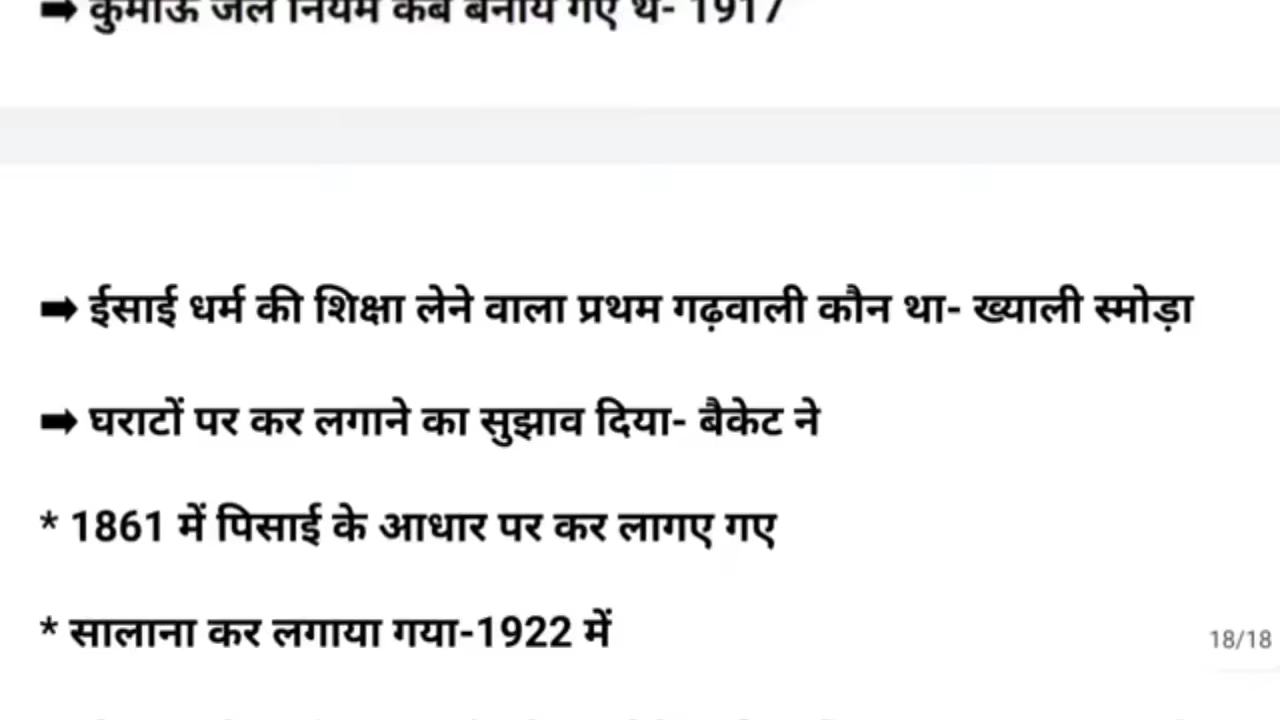 ➡ कुमाऊं जल नियम कब बनाये गए थे- 1917
➡ ईसाई धर्म की शिक्षा लेने वाला प्रथम गढ़वाली कौन था- ख्याली स्मोड़ा
➡ घराटों पर कर लगाने का सुझाव दिया- बैकेट ने
* 1861 में पिसाई के आधार पर कर लागए गए
* सालाना कर लगाया गया-1922 में
18/18